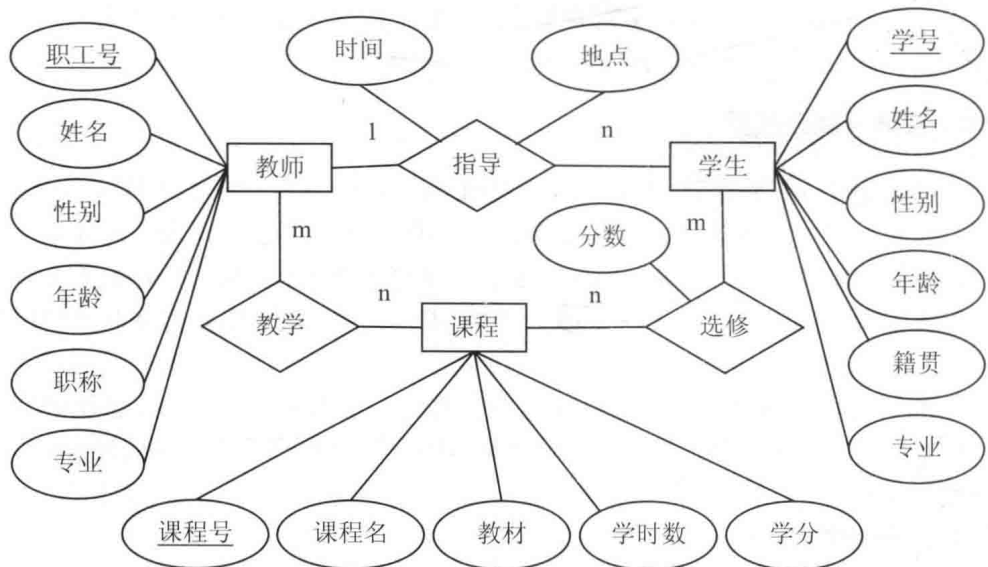 职工号
时间
地点
学号
姓名
1
n
姓名
教师
指导
学生
性别
m
分数
m
性别
年龄
教学
n
课程
n
选修
年龄
职称
籍贯
专业
专业
课程号
课程名
教材
学时数
学分